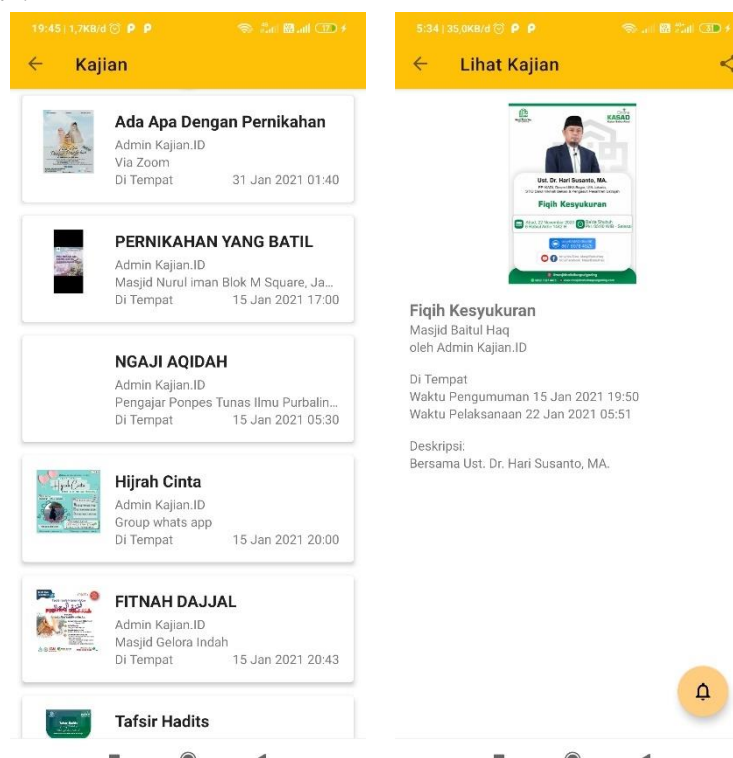 19:45 | 1,7KB/d
Kajian
Ada Apa Dengan Pernikahan
Admin Kajian.ID
Via Zoom
Di Tempat 31 Jan 2021 01:40
PERNIKAHAN YANG BATIL
Admin Kajian.ID
Masjid Nurul iman Blok M Square, Ja...
Di Tempat 15 Jan 2021 17:00
NGAJI AQIDAH
Admin Kajian.ID
Pengajar Ponpes Tunas Ilmu Purbalin...
Di Tempat 15 Jan 2021 05:30
Hijrah Cinta
Admin Kajian.ID
Group whats app
Di Tempat 15 Jan 2021 20:00
FITNAH DAJJAL
Admin Kajian.ID
Masjid Gelora Indah
Di Tempat 15 Jan 2021 20:43
Tafsir Hadits
5:34 | 35,0KB/d
Lihat Kajian
KASAD
Ust. Dr. Hari Susanto, MA.
Fiqih Kesyukuran
Fiqih Kesyukuran
Masjid Baitul Haq
oleh Admin Kajian.ID
Di Tempat
Waktu Pengumuman 15 Jan 2021 19:50
Waktu Pelaksanaan 22 Jan 2021 05:51
Deskripsi:
Bersama Ust. Dr. Hari Susanto, MA.